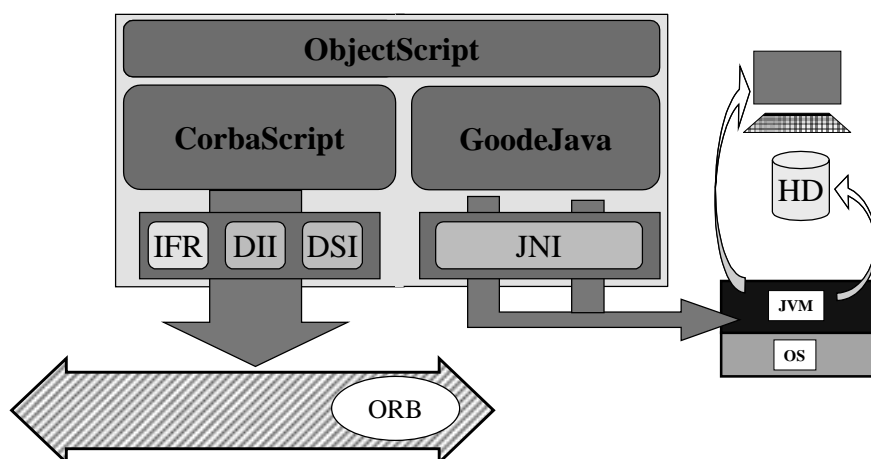 ObjectScript
CorbaScript
GoodeJava
IFR
DII
DSI
JNI
HD
JVM
OS
ORB